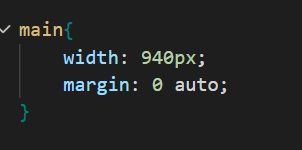 main{
width: 940px;
margin: 0 auto;
}